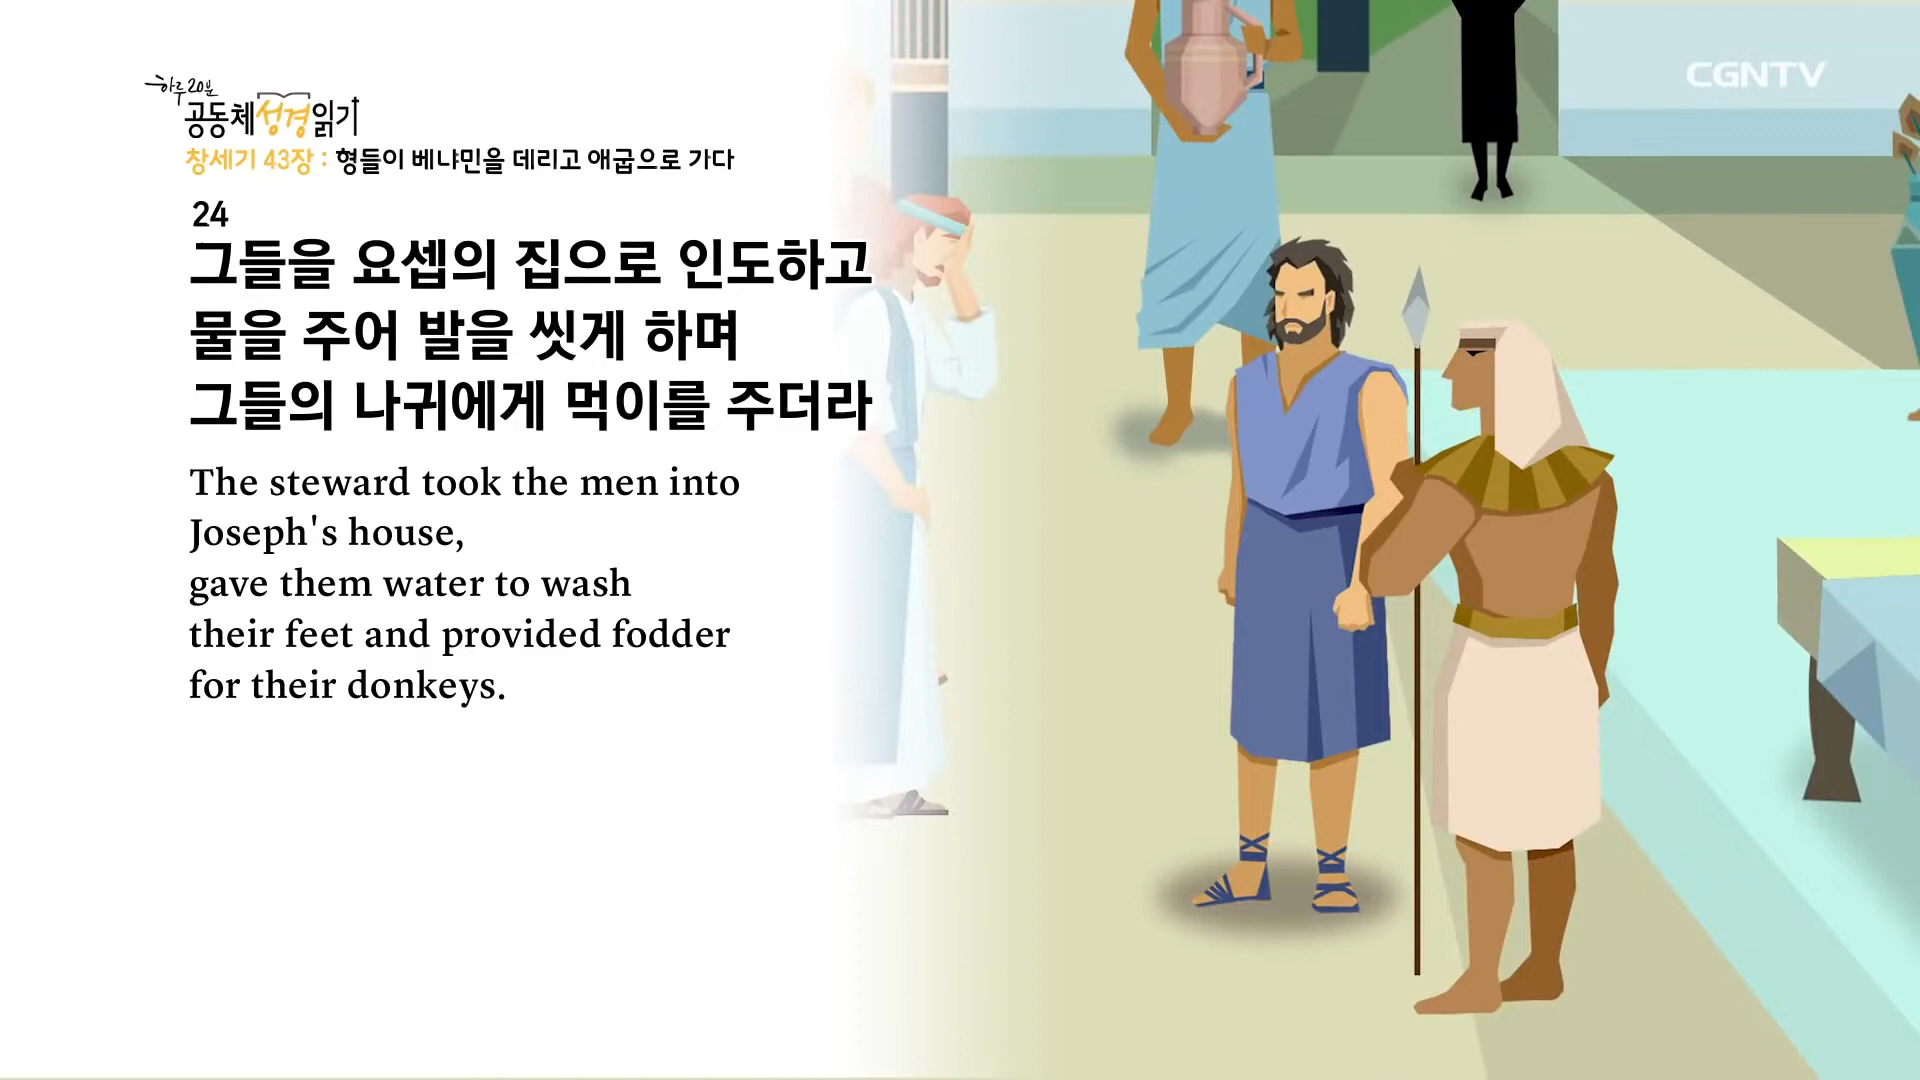 하루 20분
공동체성경읽기
CGNTV
창세기 43장 : 형들이 베냐민을 데리고 애굽으로 가다
24
그들을 요셉의 집으로 인도하고
물을 주어 발을 씻게 하며
그들의 나귀에게 먹이를 주더라
The steward took the men into
Joseph's house,
gave them water to wash
their feet and provided fodder
for their donkeys.